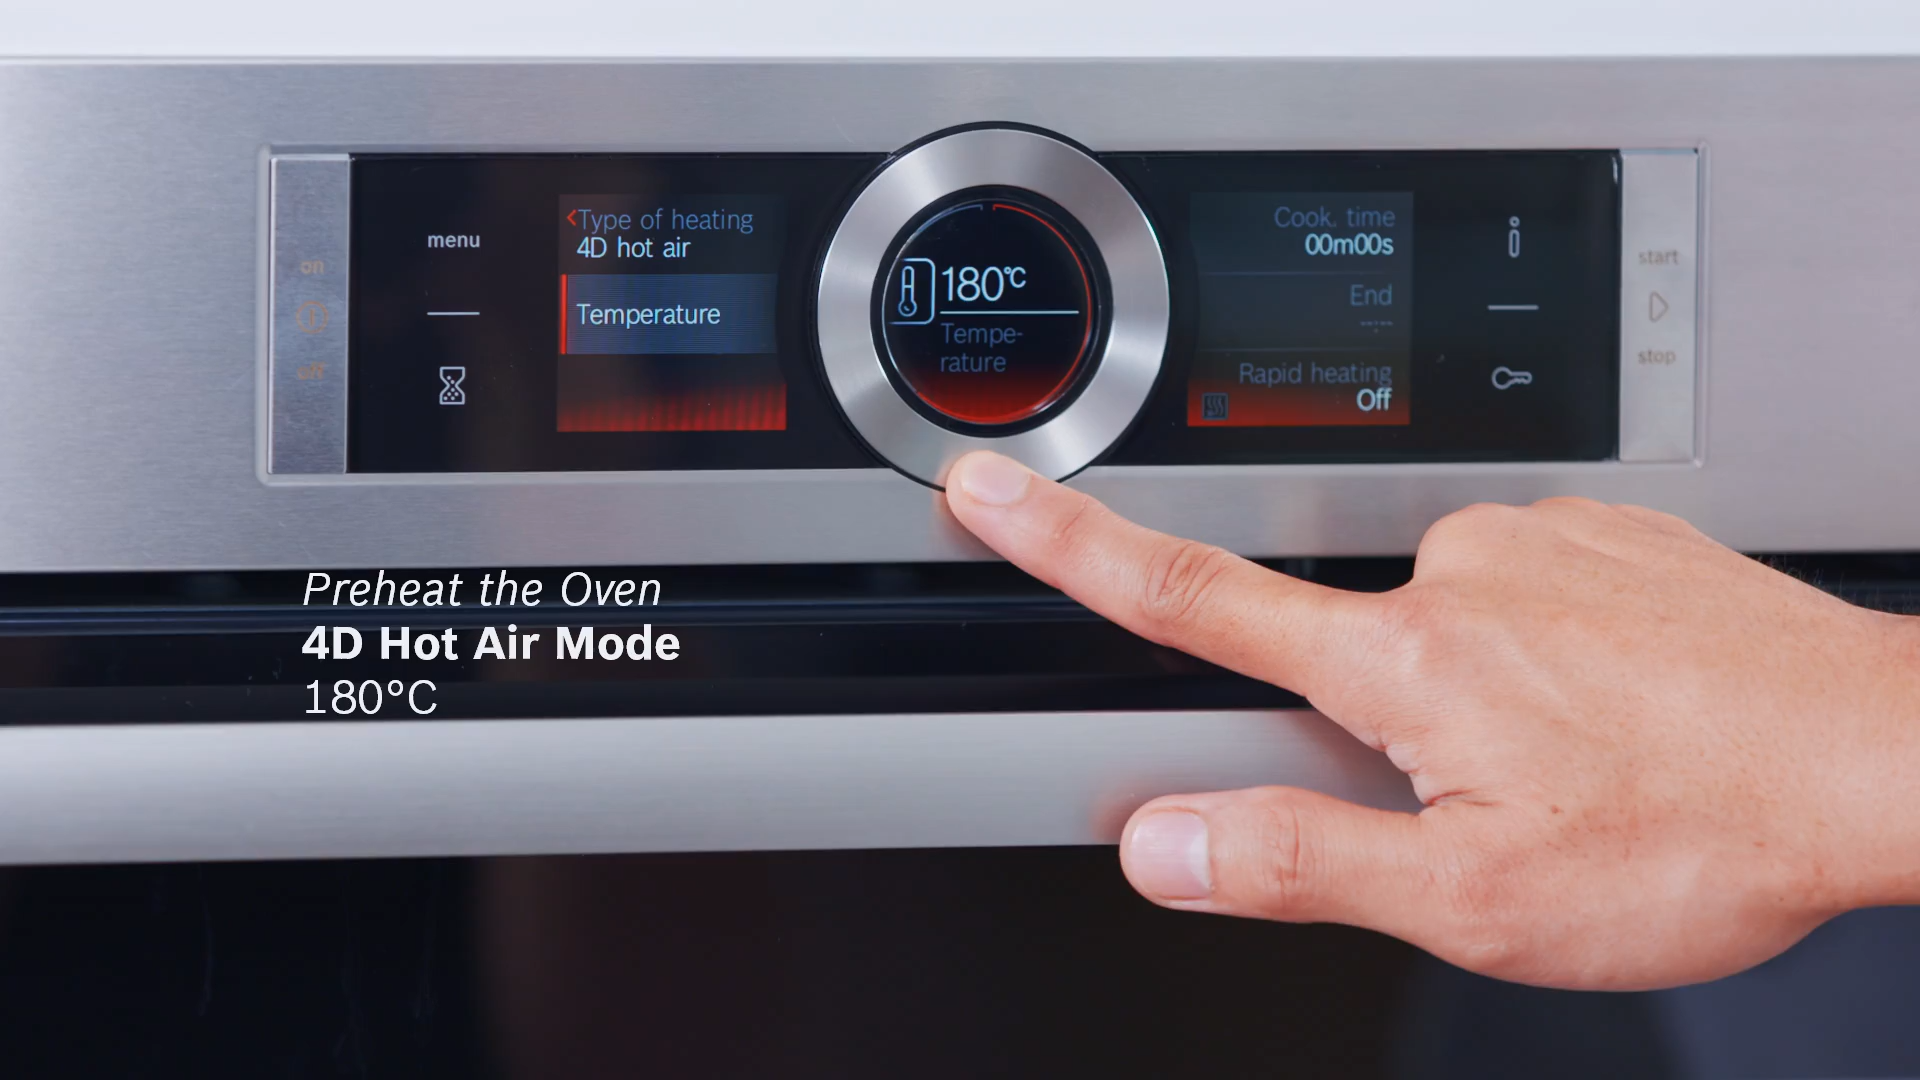 on
off
menu
Type of heating
4D hot air
Temperature
180°C
Tempe-
rature
Cook. time
00m00s
End
--:--
Rapid heating
Off
i
start
stop
Preheat the Oven
4D Hot Air Mode
180°C